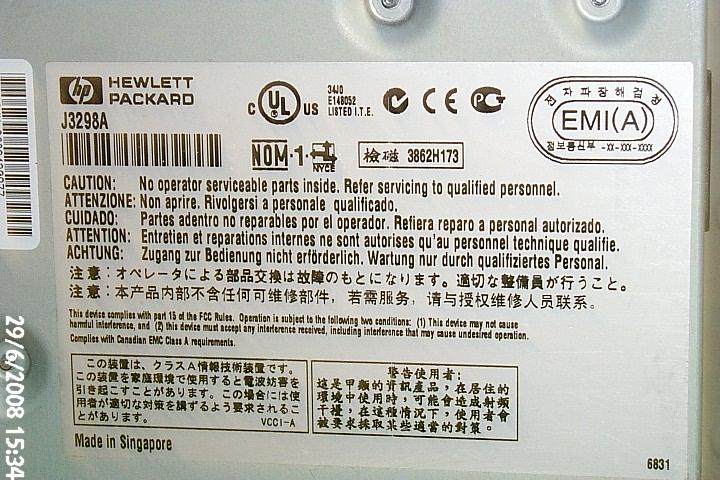 hp HEWLETT
PACKARD
J3298A
C UL US
34J0
E148052
LISTED I.T.E.
CE
PG
전자파장해검정
EMI(A)
정보통신부 -XX-XXX-XXXX
NOM·1·
NYCE
檢磁 3862H173
CAUTION: No operator serviceable parts inside. Refer servicing to qualified personnel.
ATTENZIONE: Non aprire. Rivolgersi a personale qualificado.
CUIDADO: Partes adentro no reparables por el operador. Refiera reparo a personal autorizado.
ATTENTION: Entretien et reparations internes ne sont autorises qu'au personnel technique qualifie.
ACHTUNG: Zugang zur Bedienung nicht erförderlich. Wartung nur durch qualifiziertes Personal.
注意：オペレータによる部品交換は故障のもとになります。適切な整備員が行うこと。
注意：本产品内部不含任何可维修部件，若需服务，请与授权维修人员联系。
This device complies with part 15 of the FCC Rules. Operation is subject to the following two conditions: (1) This device may not cause
harmful interference, and (2) this device must accept any interference received, including interference that may cause undesired operation.
Complies with Canadian EMC Class A requirements.
この装置は、クラスA情報技術装置です。
この装置を家庭環境で使用すると電波妨害を
引き起こすことがあります。この場合には使
用者が適切な対策を講ずるよう要求されるこ
とがあります。
VCCI-A
警告使用者：
這是甲類的資訊產品，在居住的
環境中使用時，可能會造成射頻
干擾，在這種情況下，使用者會
被要求採取某些適當的對策。
Made in Singapore
6831
29/6/2008 15:34